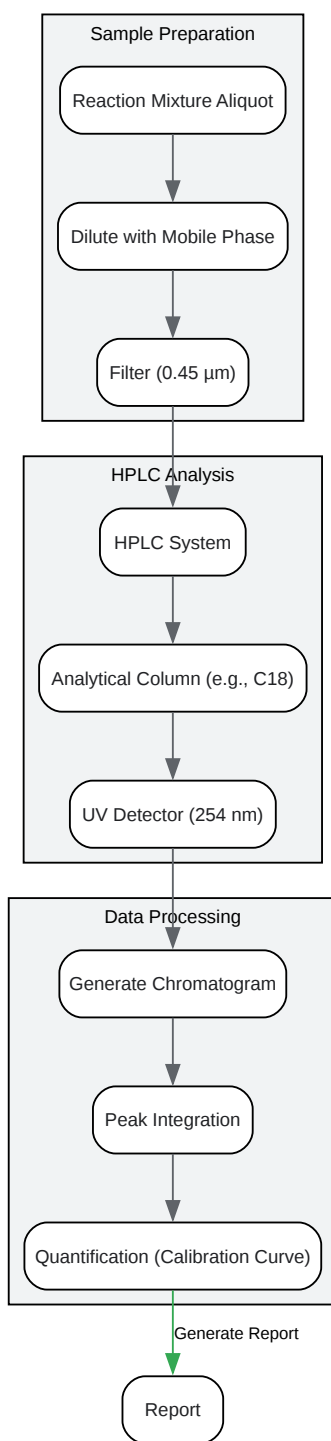 Sample Preparation
Reaction Mixture Aliquot
Dilute with Mobile Phase
Filter (0.45 µm)
HPLC Analysis
HPLC System
Analytical Column (e.g., C18)
UV Detector (254 nm)
Data Processing
Generate Chromatogram
Peak Integration
Quantification (Calibration Curve)
Generate Report
Report